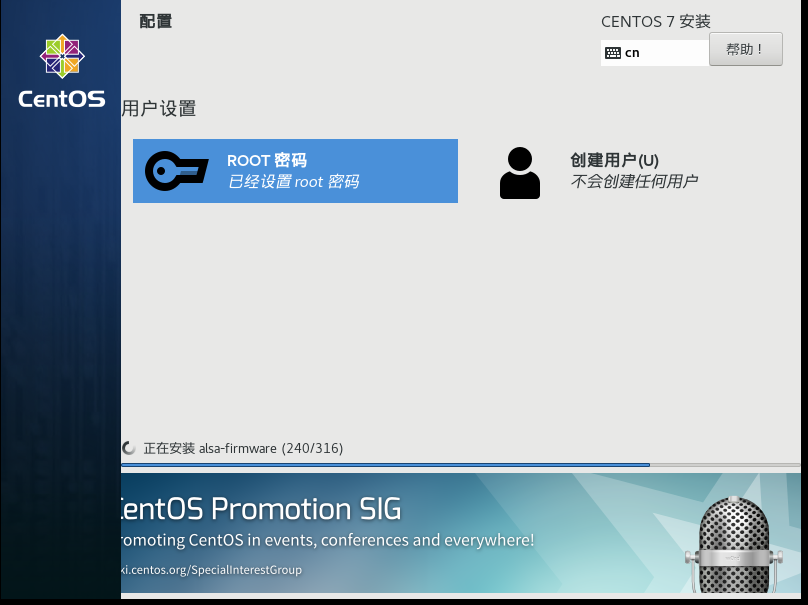 CentOS
配置
CENTOS 7 安装
cn
帮助！
用户设置
ROOT 密码
已经设置 root 密码
创建用户(U)
不会创建任何用户
正在安装 alsa-firmware (240/316)
entOS Promotion SIG
romoting CentOS in events, conferences and everywhere!
ki.centos.org/SpecialInterestGroup